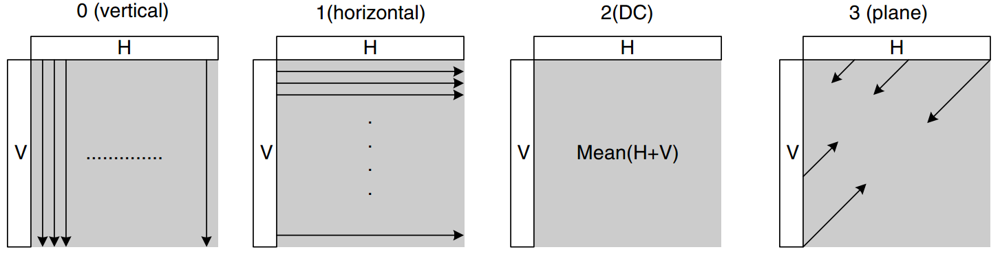 0 (vertical)
1(horizontal)
2(DC)
3 (plane)
H
H
H
H
V
..............
V
.
.
.
.
V
Mean(H+V)
V